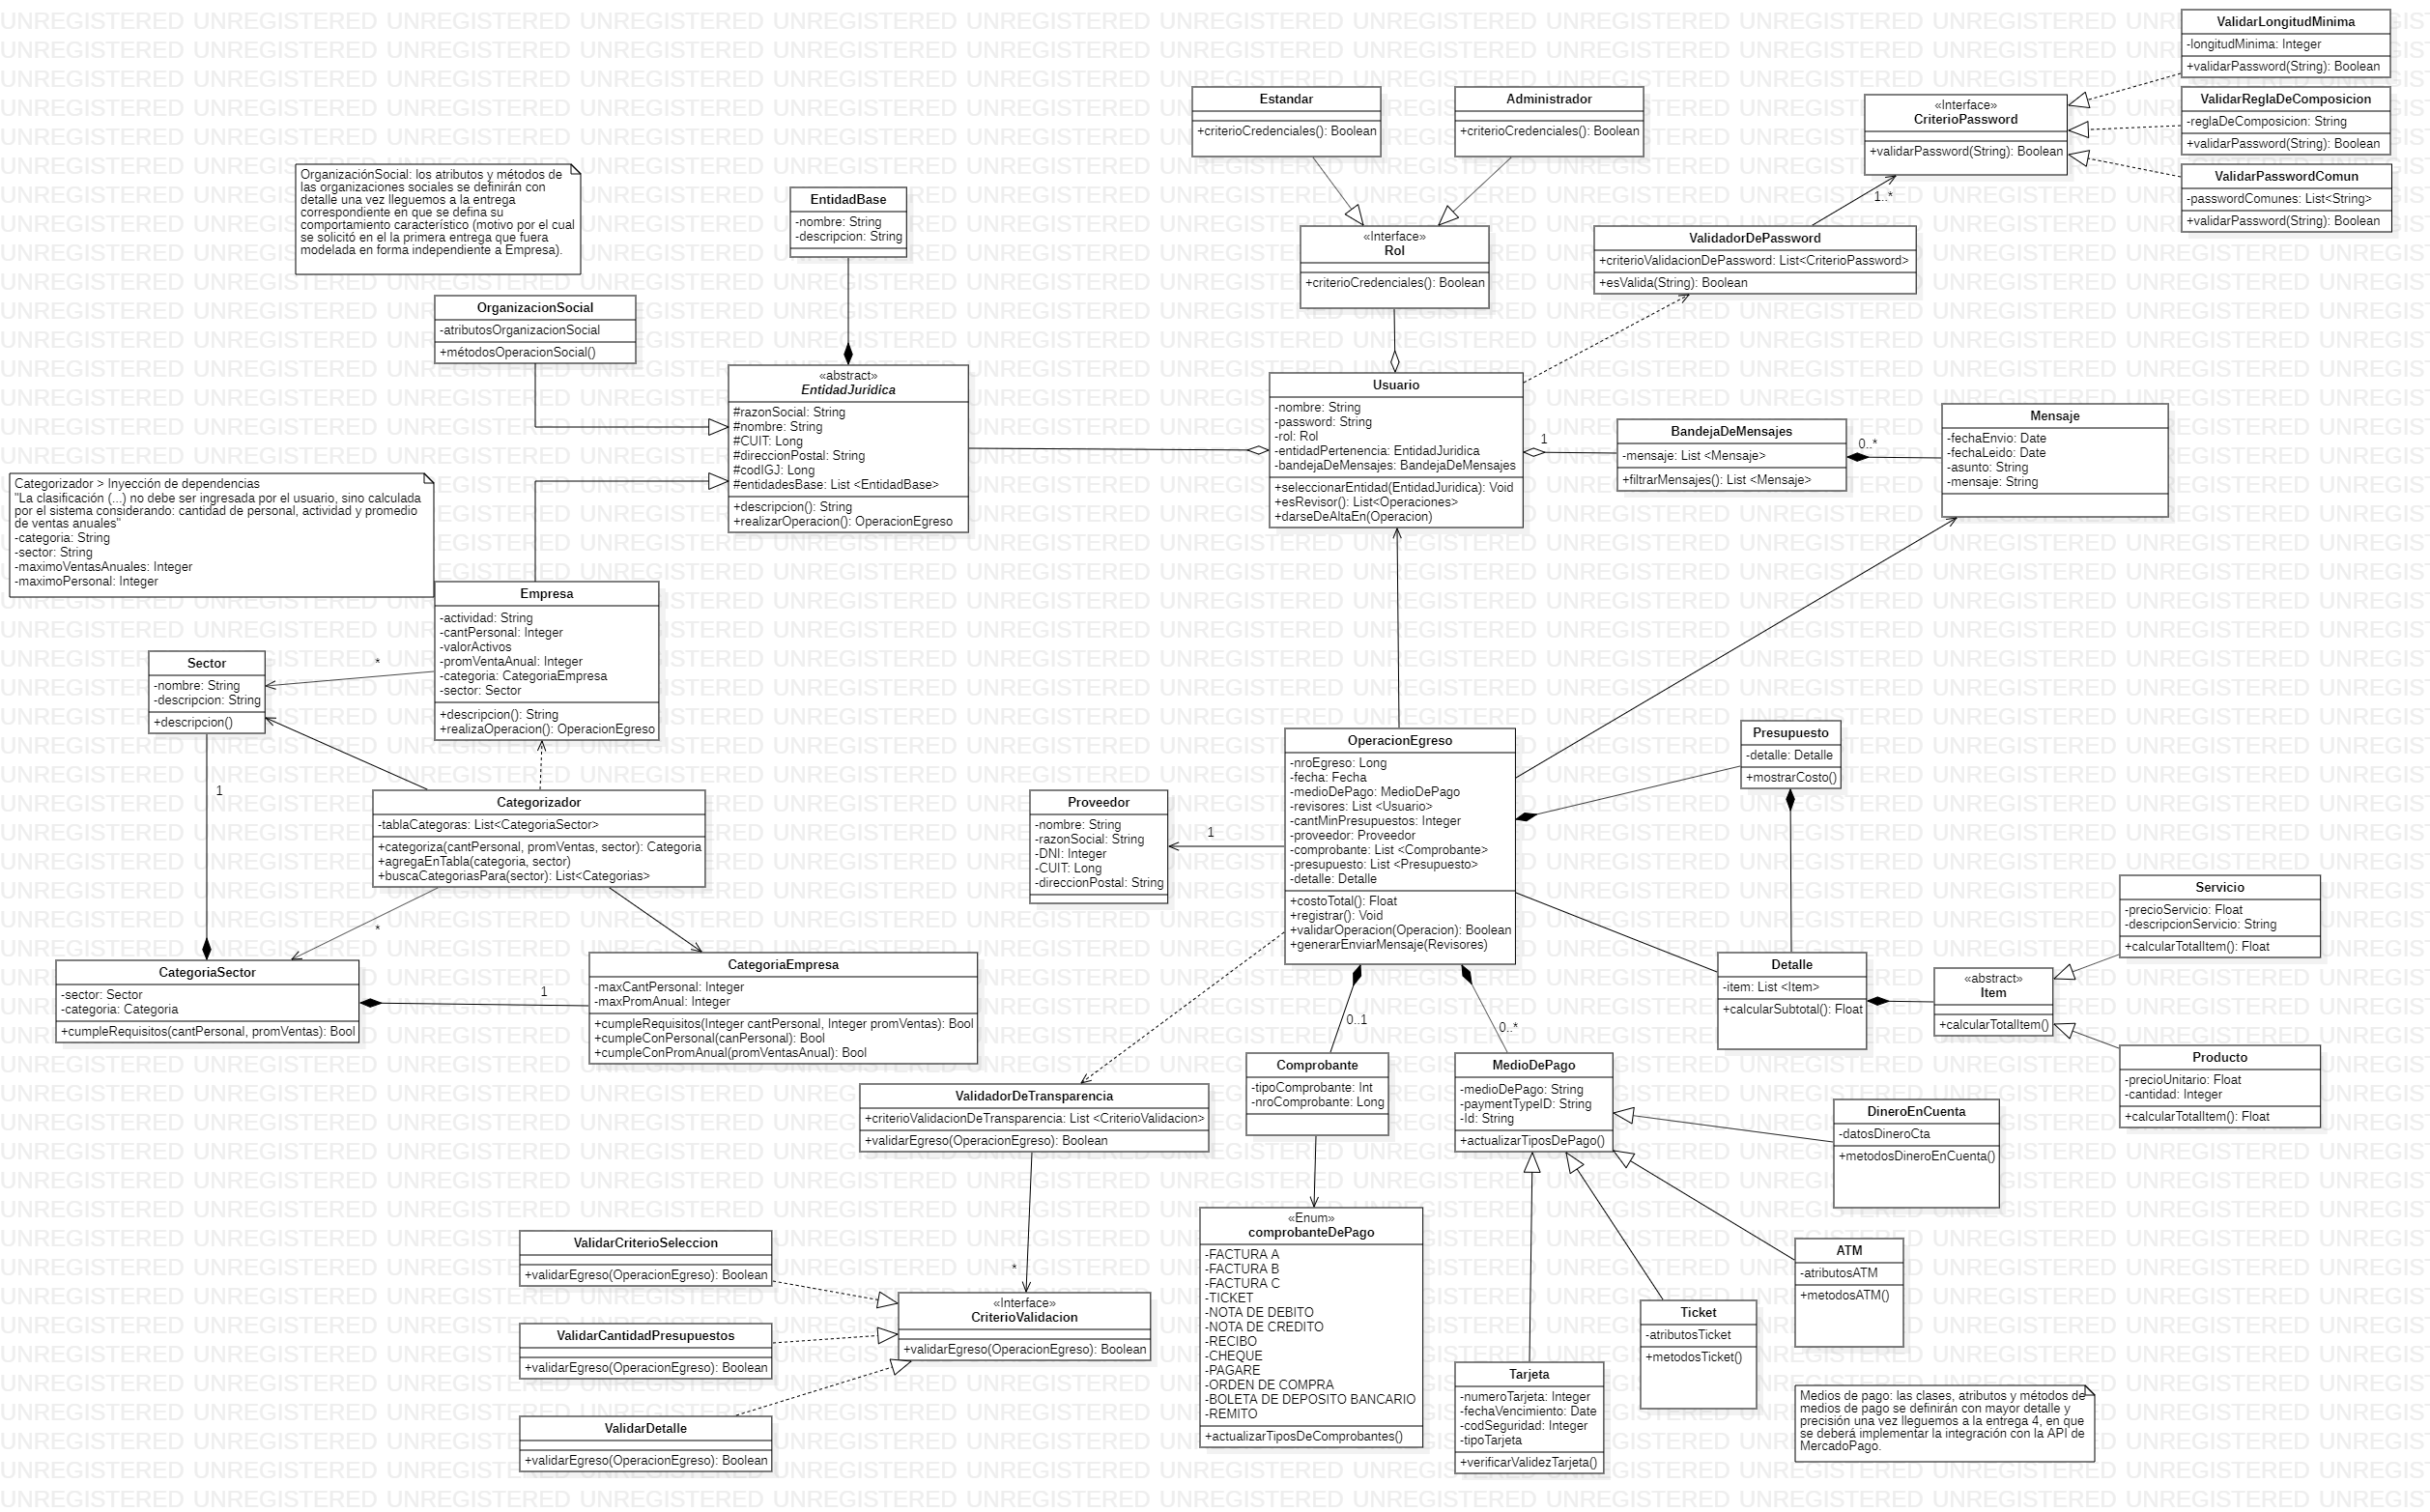 ValidarLongitudMinima
-longitudMinima: Integer
+validarPassword(String): Boolean
Estandar
+criterioCredenciales(): Boolean
Administrador
+criterioCredenciales(): Boolean
«Interface»
CriterioPassword
+validarPassword(String): Boolean
ValidarReglaDeComposicion
-reglaDeComposicion: String
+validarPassword(String): Boolean
ValidarPasswordComun
-passwordComunes: List<String>
+validarPassword(String): Boolean
1..*
OrganizaciónSocial: los atributos y métodos de
las organizaciones sociales se definirán con
detalle una vez lleguemos a la entrega
correspondiente en que se defina su
comportamiento característico (motivo por el cual
se solicitó en el la primera entrega que fuera
modelada en forma independiente a Empresa).
EntidadBase
-nombre: String
-descripcion: String
«Interface»
Rol
+criterioCredenciales(): Boolean
ValidadorDePassword
+criterioValidacionDePassword: List<CriterioPassword>
+esValida(String): Boolean
OrganizacionSocial
-atributosOrganizacionSocial
+métodosOperacionSocial()
«abstract»
EntidadJuridica
#razonSocial: String
#nombre: String
#CUIT: Long
#direccionPostal: String
#codIGJ: Long
#entidadesBase: List <EntidadBase>
+descripcion(): String
+realizarOperacion(): OperacionEgreso
Usuario
-nombre: String
-password: String
-rol: Rol
-entidadPertenencia: EntidadJuridica
-bandejaDeMensajes: BandejaDeMensajes
+seleccionarEntidad(EntidadJuridica): Void
+esRevisor(): List<Operaciones>
+darseDeAltaEn(Operacion)
1
BandejaDeMensajes
-mensaje: List <Mensaje>
+filtrarMensajes(): List <Mensaje>
0..*
Mensaje
-fechaEnvio: Date
-fechaLeido: Date
-asunto: String
-mensaje: String
Categorizador > Inyección de dependencias
"La clasificación (...) no debe ser ingresada por el usuario, sino calculada
por el sistema considerando: cantidad de personal, actividad y promedio
de ventas anuales"
-categoria: String
-sector: String
-maximoVentasAnuales: Integer
-maximoPersonal: Integer
Empresa
-actividad: String
-cantPersonal: Integer
-valorActivos
-promVentaAnual: Integer
-categoria: CategoriaEmpresa
-sector: Sector
+descripcion(): String
+realizaOperacion(): OperacionEgreso
*
Sector
-nombre: String
-descripcion: String
+descripcion()
1
Categorizador
-tablaCategoras: List<CategoriaSector>
+categoriza(cantPersonal, promVentas, sector): Categoria
+agregaEnTabla(categoria, sector)
+buscaCategoriasPara(sector): List<Categorias>
*
CategoriaSector
-sector: Sector
-categoria: Categoria
+cumpleRequisitos(cantPersonal, promVentas): Bool
1
CategoriaEmpresa
-maxCantPersonal: Integer
-maxPromAnual: Integer
+cumpleRequisitos(Integer cantPersonal, Integer promVentas): Bool
+cumpleConPersonal(canPersonal): Bool
+cumpleConPromAnual(promVentasAnual): Bool
Proveedor
-nombre: String
-razonSocial: String
-DNI: Integer
-CUIT: Long
-direccionPostal: String
1
OperacionEgreso
-nroEgreso: Long
-fecha: Fecha
-medioDePago: MedioDePago
-revisores: List <Usuario>
-cantMinPresupuestos: Integer
-proveedor: Proveedor
-comprobante: List <Comprobante>
-presupuesto: List <Presupuesto>
-detalle: Detalle
+costoTotal(): Float
+registrar(): Void
+validarOperacion(Operacion): Boolean
+generarEnviarMensaje(Revisores)
Presupuesto
-detalle: Detalle
+mostrarCosto()
Detalle
-item: List <Item>
+calcularSubtotal(): Float
«abstract»
Item
+calcularTotalItem()
Servicio
-precioServicio: Float
-descripcionServicio: String
+calcularTotalItem(): Float
Producto
-precioUnitario: Float
-cantidad: Integer
+calcularTotalItem(): Float
0..1
0..*
ValidadorDeTransparencia
+criterioValidacionDeTransparencia: List <CriterioValidacion>
+validarEgreso(OperacionEgreso): Boolean
Comprobante
-tipoComprobante: Int
-nroComprobante: Long
MedioDePago
-medioDePago: String
-paymentTypeID: String
-Id: String
+actualizarTiposDePago()
DineroEnCuenta
-datosDineroCta
+metodosDineroEnCuenta()
«Enum»
comprobanteDePago
-FACTURA A
-FACTURA B
-FACTURA C
-TICKET
-NOTA DE DEBITO
-NOTA DE CREDITO
-RECIBO
-CHEQUE
-PAGARE
-ORDEN DE COMPRA
-BOLETA DE DEPOSITO BANCARIO
-REMITO
+actualizarTiposDeComprobantes()
ATM
-atributosATM
+metodosATM()
Ticket
-atributosTicket
+metodosTicket()
Tarjeta
-numeroTarjeta: Integer
-fechaVencimiento: Date
-codSeguridad: Integer
-tipoTarjeta
+verificarValidezTarjeta()
*
ValidarCriterioSeleccion
+validarEgreso(OperacionEgreso): Boolean
ValidarCantidadPresupuestos
+validarEgreso(OperacionEgreso): Boolean
ValidarDetalle
+validarEgreso(OperacionEgreso): Boolean
«Interface»
CriterioValidacion
+validarEgreso(OperacionEgreso): Boolean
Medios de pago: las clases, atributos y métodos de
medios de pago se definirán con mayor detalle y
precisión una vez lleguemos a la entrega 4, en que
se deberá implementar la integración con la API de
MercadoPago.
UNREGISTERED